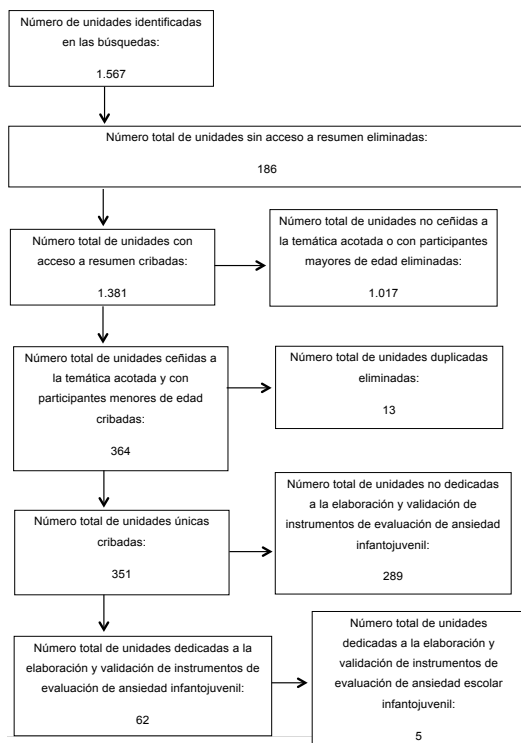 Número de unidades identificadas
en las búsquedas:
1.567
Número total de unidades sin acceso a resumen eliminadas:
186
Número total de unidades con
acceso a resumen cribadas:
1.381
Número total de unidades no ceñidas a
la temática acotada o con participantes
mayores de edad eliminadas:
1.017
Número total de unidades ceñidas a
la temática acotada y con
participantes menores de edad
cribadas:
364
Número total de unidades duplicadas
eliminadas:
13
Número total de unidades únicas
cribadas:
351
Número total de unidades no dedicadas
a la elaboración y validación de
instrumentos de evaluación de ansiedad
infantojuvenil:
289
Número total de unidades dedicadas a la
elaboración y validación de instrumentos de
evaluación de ansiedad infantojuvenil:
62
Número total de unidades
dedicadas a la elaboración y
validación de instrumentos de
evaluación de ansiedad escolar
infantojuvenil:
5